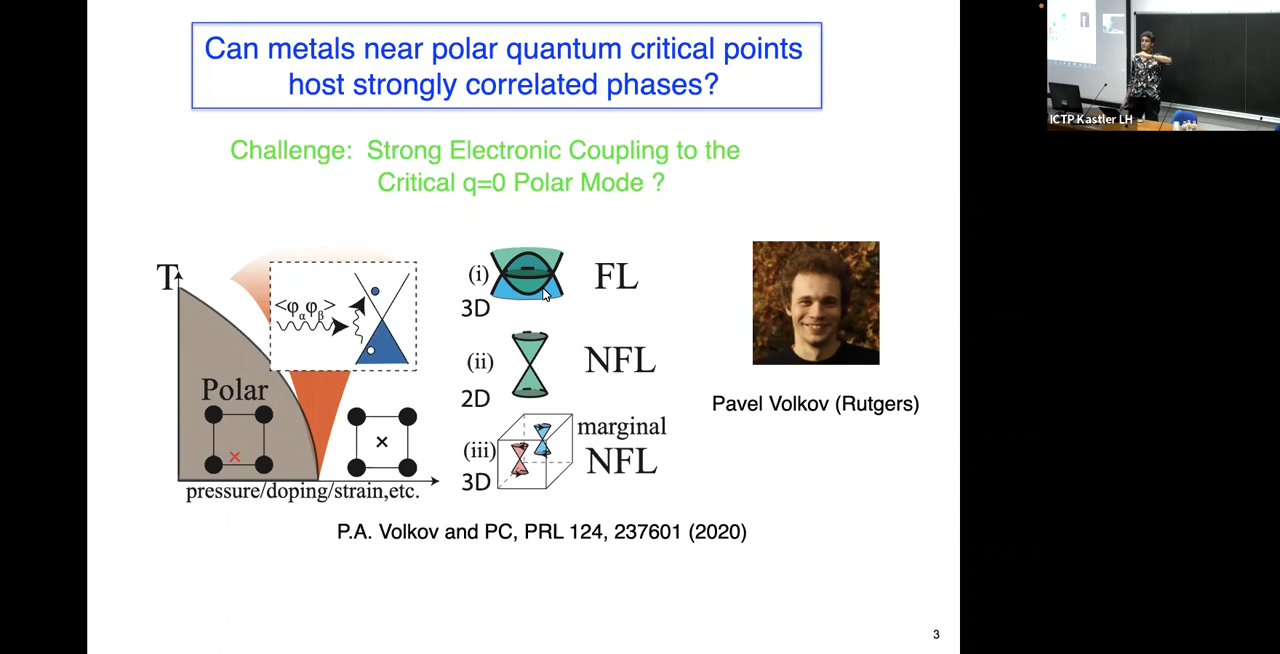 Can metals near polar quantum critical points
host strongly correlated phases?
ICTP Kastler LH
Challenge: Strong Electronic Coupling to the
Critical q=0 Polar Mode ?
T
<φαφβ>
Polar
pressure/doping/strain,etc.
(i)
3D
FL
(ii)
2D
NFL
(iii)
3D
marginal
NFL
Pavel Volkov (Rutgers)
P.A. Volkov and PC, PRL 124, 237601 (2020)
3